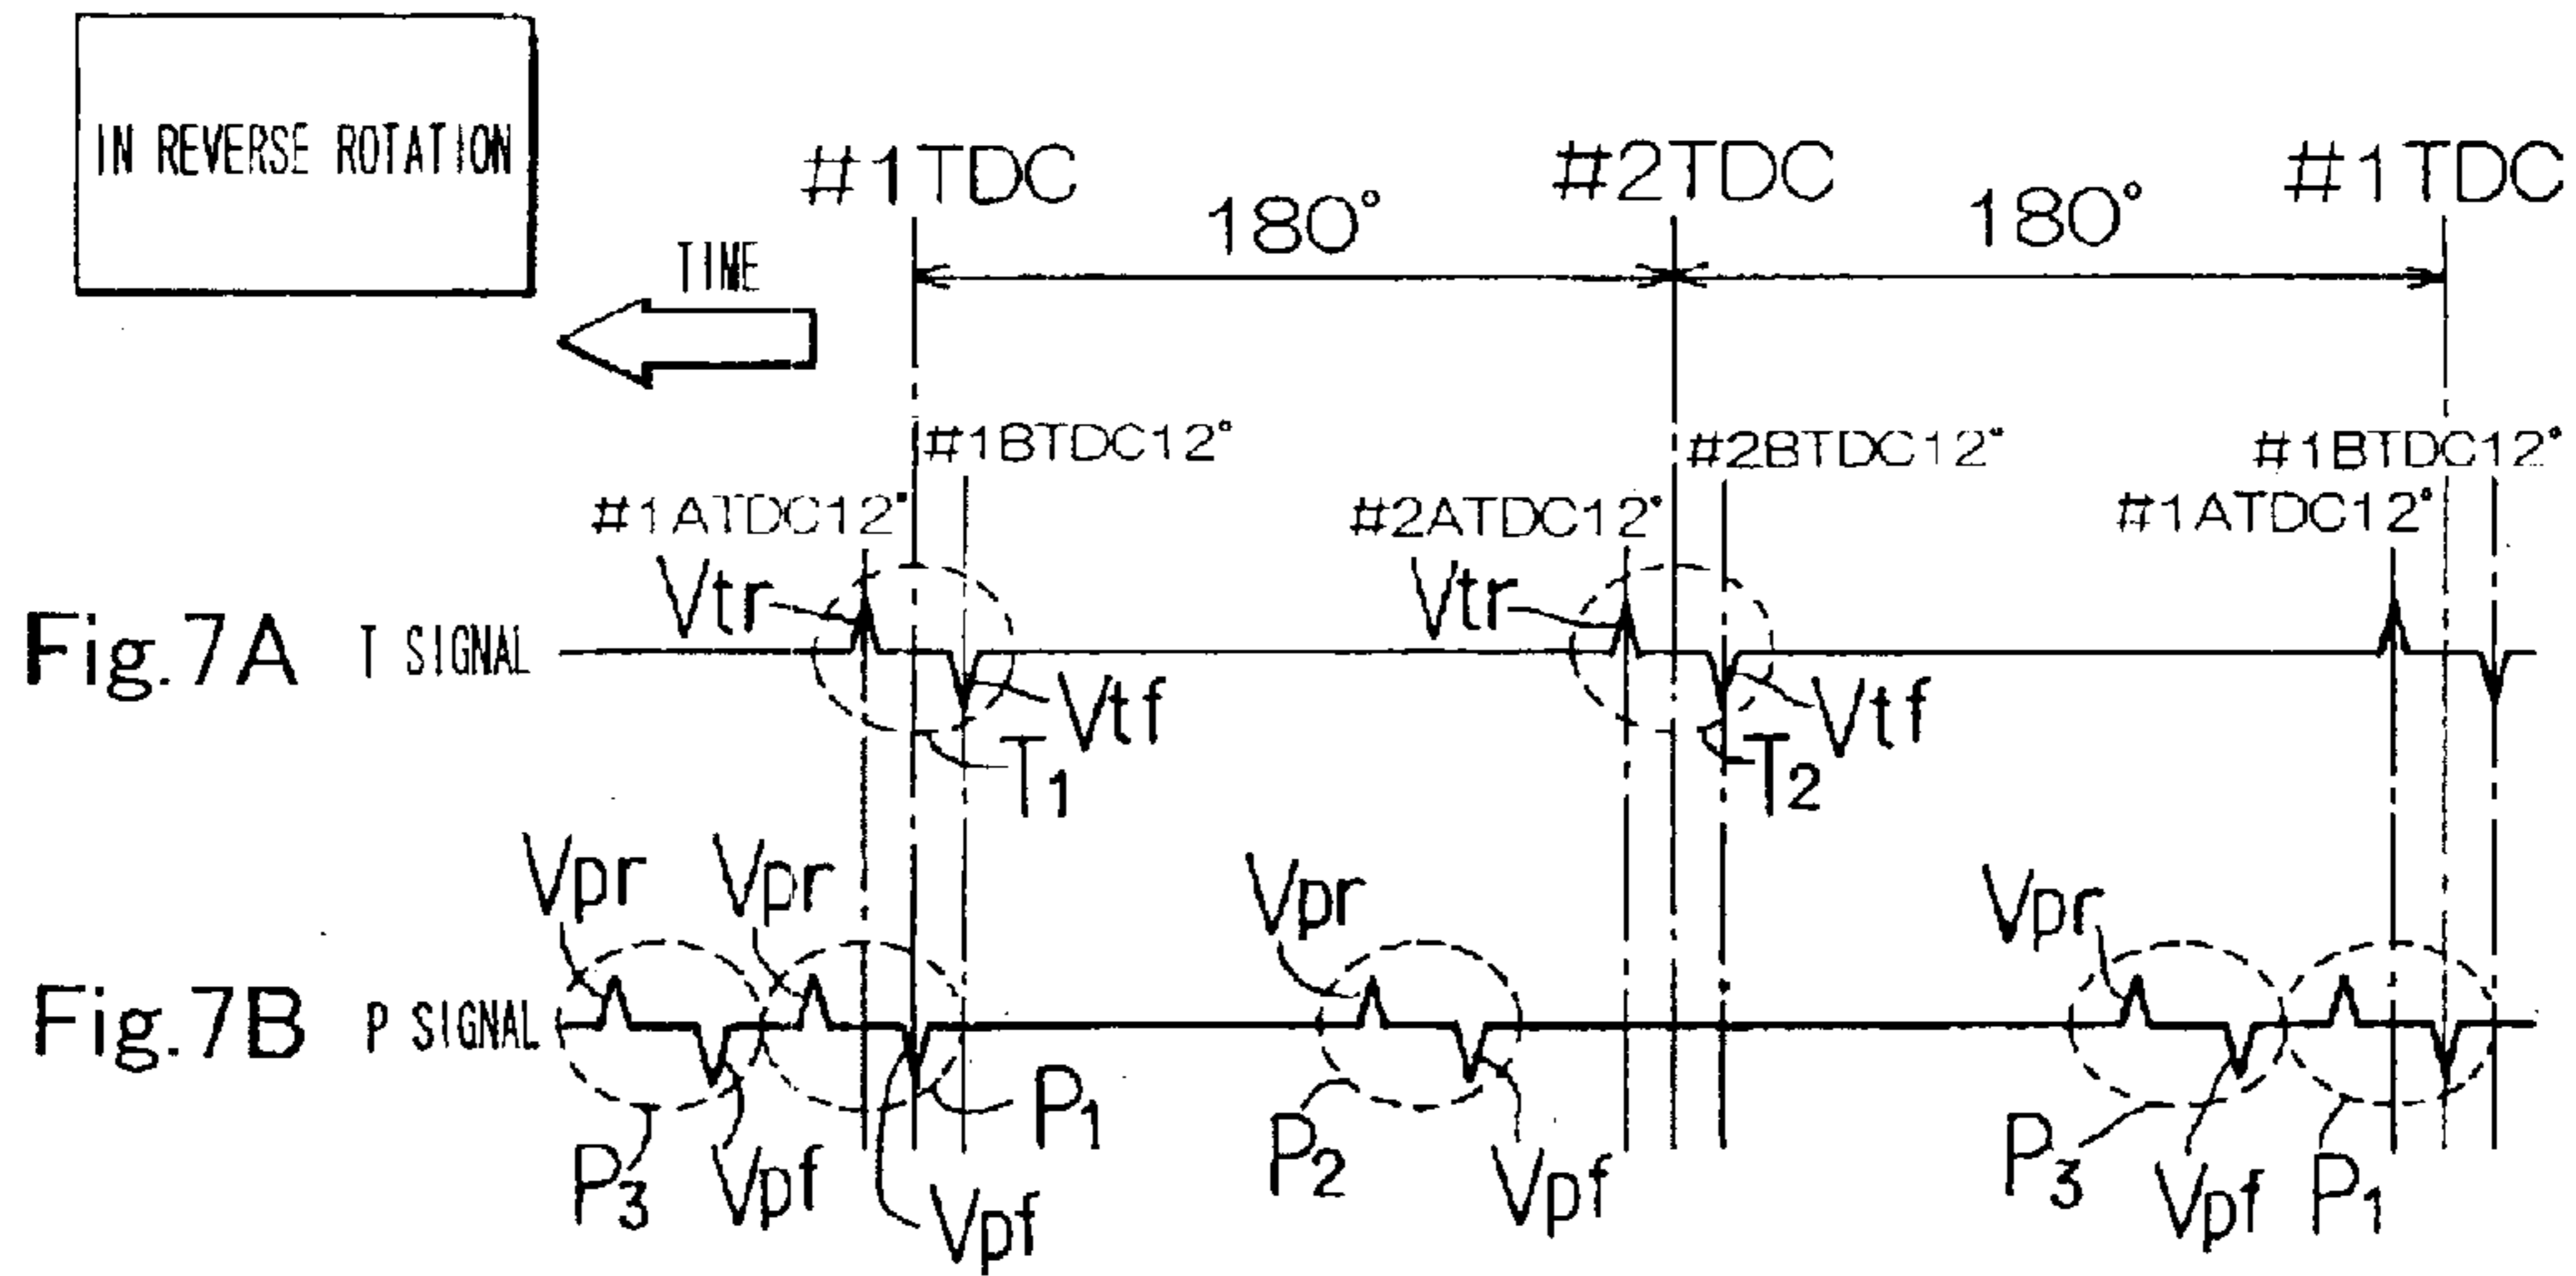 IN REVERSE ROTATION
#1TDC
#2TDC
#1TDC
180°
180°
TIME
#1BTDC12°
#2BTDC12°
#1BTDC12°
#1ATDC12°
#2ATDC12°
#1ATDC12°
Vtr
Vtr
Fig.7A T SIGNAL
Vtf
Vtf
T1
T2
Vpr
Vpr
Vpr
Vpr
Fig.7B P SIGNAL
P3
Vpf
P1
Vpf
P2
Vpf
P3
Vpf
P1